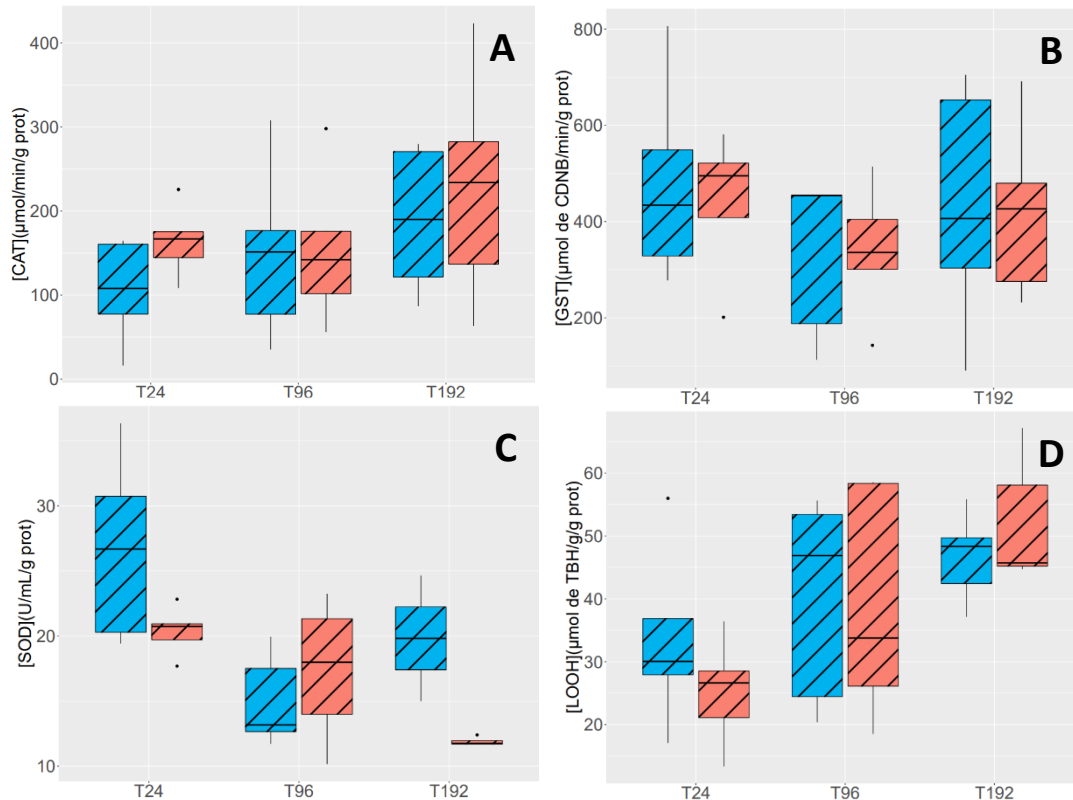 A
[CAT](µmol/min/g prot)
400
300
200
100
0
T24 T96 T192
B
[GST](µmol de CDNB/min/g prot)
800
600
400
200
T24 T96 T192
C
[SOD](U/mL/g prot)
30
20
10
T24 T96 T192
D
[LOOH](µmol de TBH/g/g prot)
60
50
40
30
20
T24 T96 T192